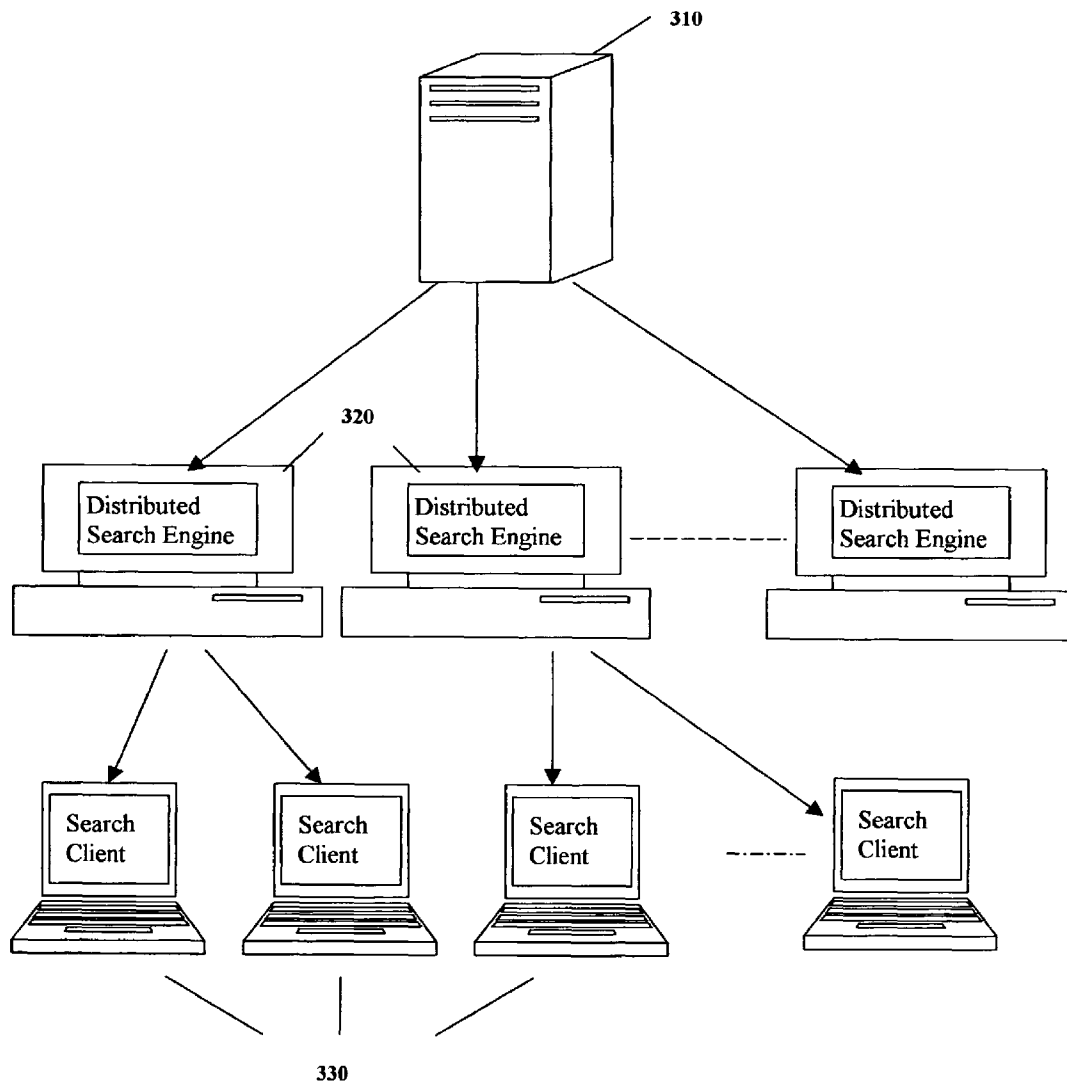 310
320
Distributed
Search Engine
Distributed
Search Engine
Distributed
Search Engine
Search
Client
Search
Client
Search
Client
Search
Client
330